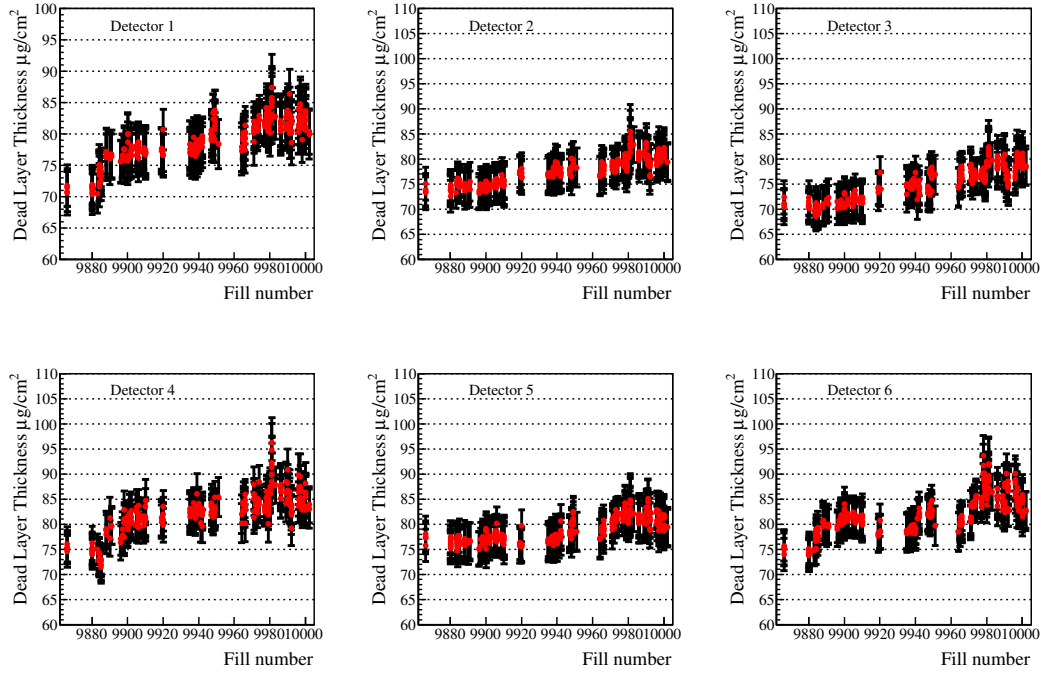 Dead Layer Thickness μg/cm²
100
95
90
85
80
75
70
65
60
Detector 1
9880 9900 9920 9940 9960 9980 10000
Fill number
Dead Layer Thickness μg/cm²
110
105
100
95
90
85
80
75
70
65
60
Detector 2
9880 9900 9920 9940 9960 9980 10000
Fill number
Dead Layer Thickness μg/cm²
110
105
100
95
90
85
80
75
70
65
60
Detector 3
9880 9900 9920 9940 9960 9980 10000
Fill number
Dead Layer Thickness μg/cm²
110
105
100
95
90
85
80
75
70
65
60
Detector 4
9880 9900 9920 9940 9960 9980 10000
Fill number
Dead Layer Thickness μg/cm²
110
105
100
95
90
85
80
75
70
65
60
Detector 5
9880 9900 9920 9940 9960 9980 10000
Fill number
Dead Layer Thickness μg/cm²
110
105
100
95
90
85
80
75
70
65
60
Detector 6
9880 9900 9920 9940 9960 9980 10000
Fill number